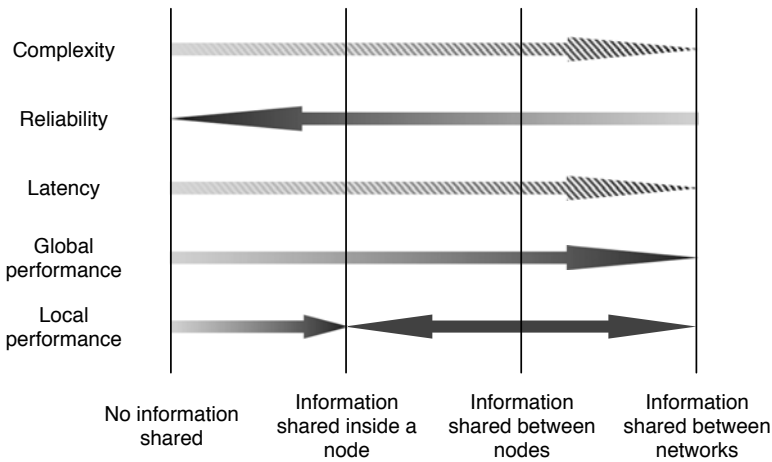 Complexity
Reliability
Latency
Global
performance
Local
performance
No information
shared
Information
shared inside a
node
Information
shared between
nodes
Information
shared between
networks